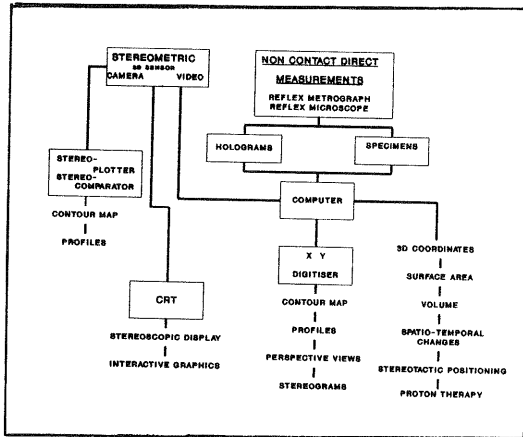 STEREOMETRIC
3D SENSOR
CAMERA VIDEO
NON CONTACT DIRECT
MEASUREMENTS
REFLEX METROGRAPH
REFLEX MICROSCOPE
HOLOGRAMS
SPECIMENS
STEREO-
PLOTTER
STEREO-
COMPARATOR
CONTOUR MAP
PROFILES
COMPUTER
CRT
STEREOSCOPIC DISPLAY
INTERACTIVE GRAPHICS
X Y
DIGITISER
CONTOUR MAP
PROFILES
PERSPECTIVE VIEWS
STEREOGRAMS
3D COORDINATES
SURFACE AREA
VOLUME
SPATIO-TEMPORAL
CHANGES
STEREOTACTIC POSITIONING
PROTON THERAPY